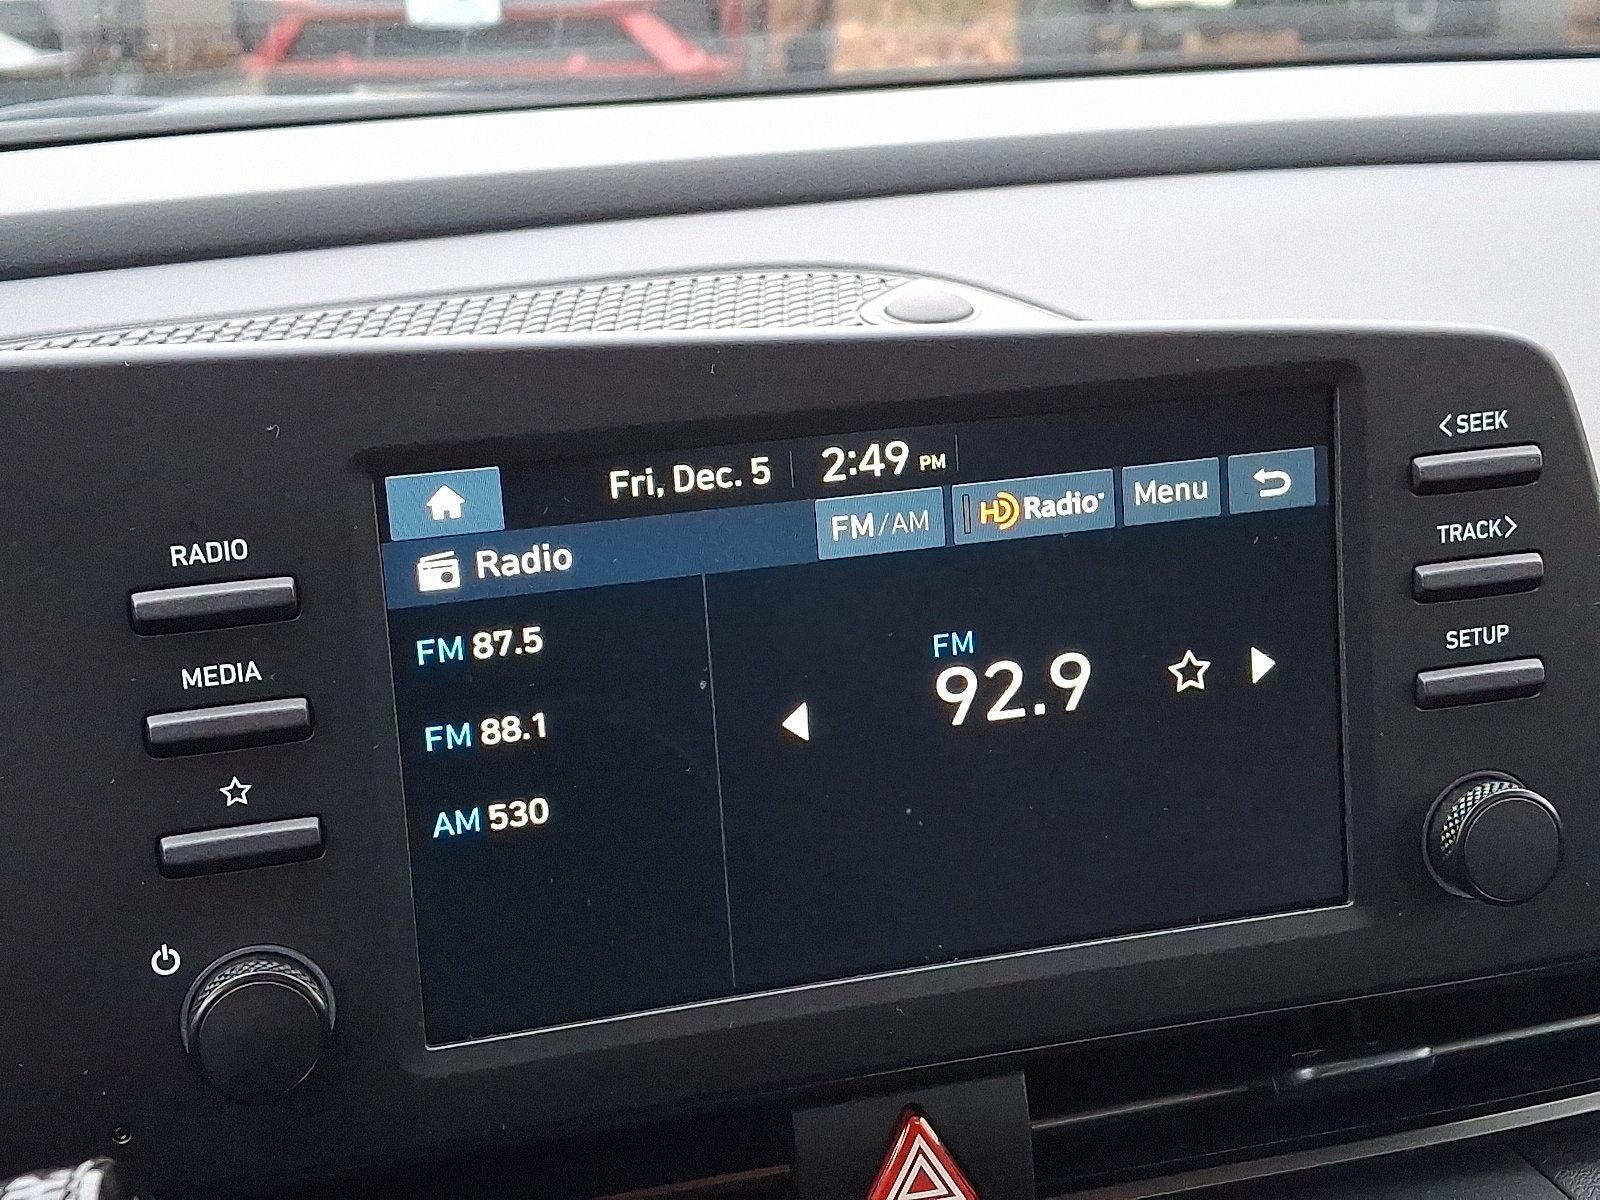 Fri, Dec. 5 2:49 PM
FM/AM HD Radio Menu
Radio
FM 87.5
FM 88.1
AM 530
FM
92.9
RADIO
MEDIA
<SEEK
TRACK>
SETUP